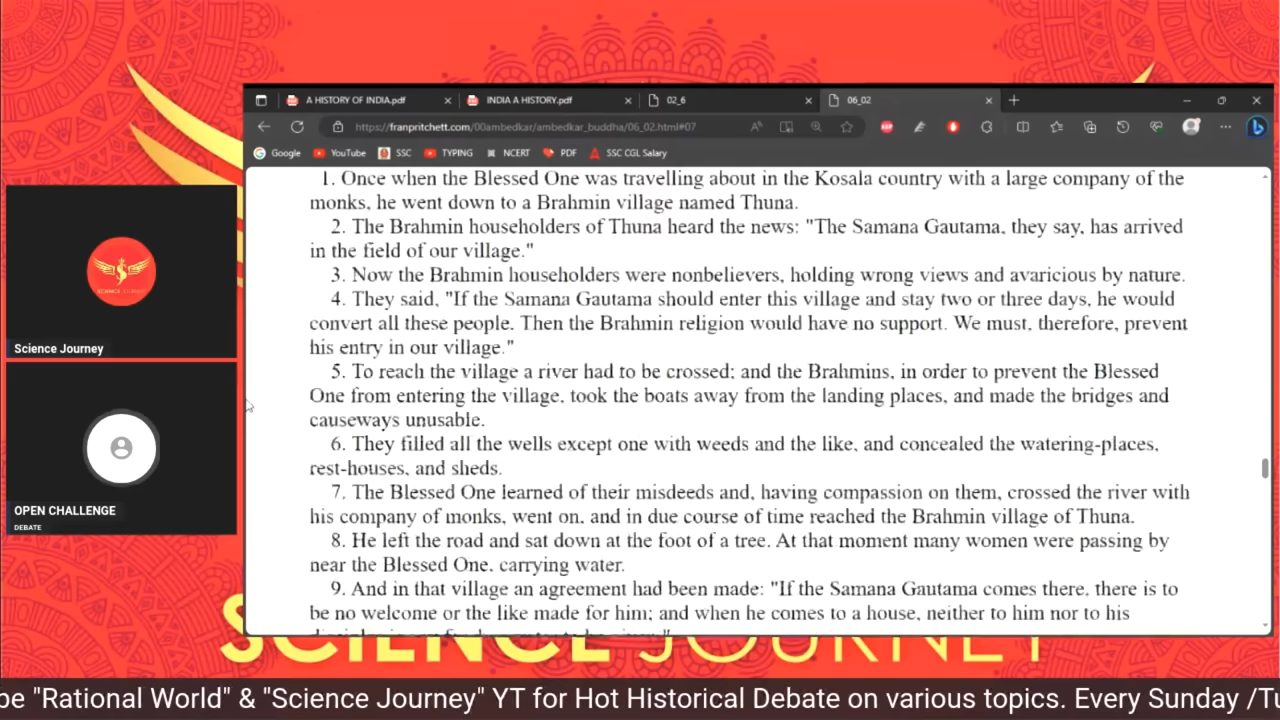 A HISTORY OF INDIA.pdf
INDIA A HISTORY.pdf
02_6
06_02
https://franpritchett.com/00ambedkar/ambedkar_buddha/06_02.html#07
Google
YouTube
SSC
TYPING
NCERT
PDF
SSC CGL Salary
1. Once when the Blessed One was travelling about in the Kosala country with a large company of the
monks, he went down to a Brahmin village named Thuna.
2. The Brahmin householders of Thuna heard the news: "The Samana Gautama, they say, has arrived
in the field of our village."
3. Now the Brahmin householders were nonbelievers, holding wrong views and avaricious by nature.
4. They said, "If the Samana Gautama should enter this village and stay two or three days, he would
convert all these people. Then the Brahmin religion would have no support. We must, therefore, prevent
his entry in our village."
5. To reach the village a river had to be crossed; and the Brahmins, in order to prevent the Blessed
One from entering the village, took the boats away from the landing places, and made the bridges and
causeways unusable.
6. They filled all the wells except one with weeds and the like, and concealed the watering-places,
rest-houses, and sheds.
7. The Blessed One learned of their misdeeds and, having compassion on them, crossed the river with
his company of monks, went on, and in due course of time reached the Brahmin village of Thuna.
8. He left the road and sat down at the foot of a tree. At that moment many women were passing by
near the Blessed One, carrying water.
9. And in that village an agreement had been made: "If the Samana Gautama comes there, there is to
be no welcome or the like made for him; and when he comes to a house, neither to him nor to his
SCIENCE JOURNEY
Science Journey
OPEN CHALLENGE
DEBATE
SCIENCE JOURNEY
be "Rational World" & "Science Journey" YT for Hot Historical Debate on various topics. Every Sunday /Tu